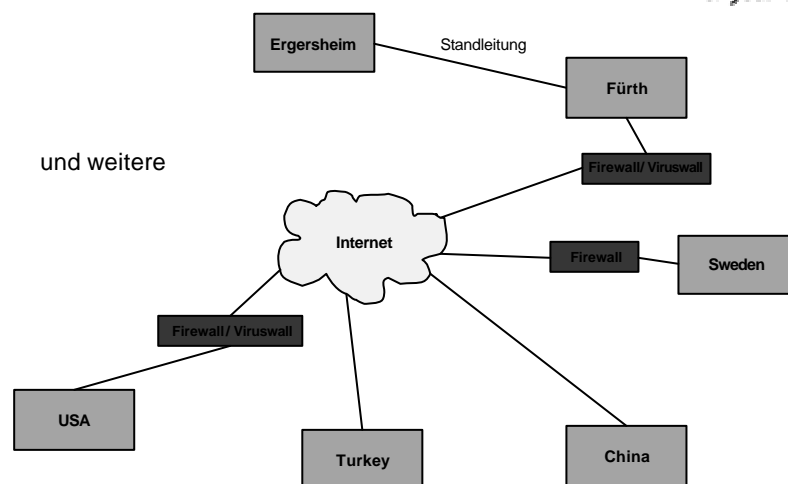 Ergersheim
Standleitung
Fürth
und weitere
Firewall/ Viruswall
Internet
Firewall
Sweden
Firewall/ Viruswall
USA
Turkey
China